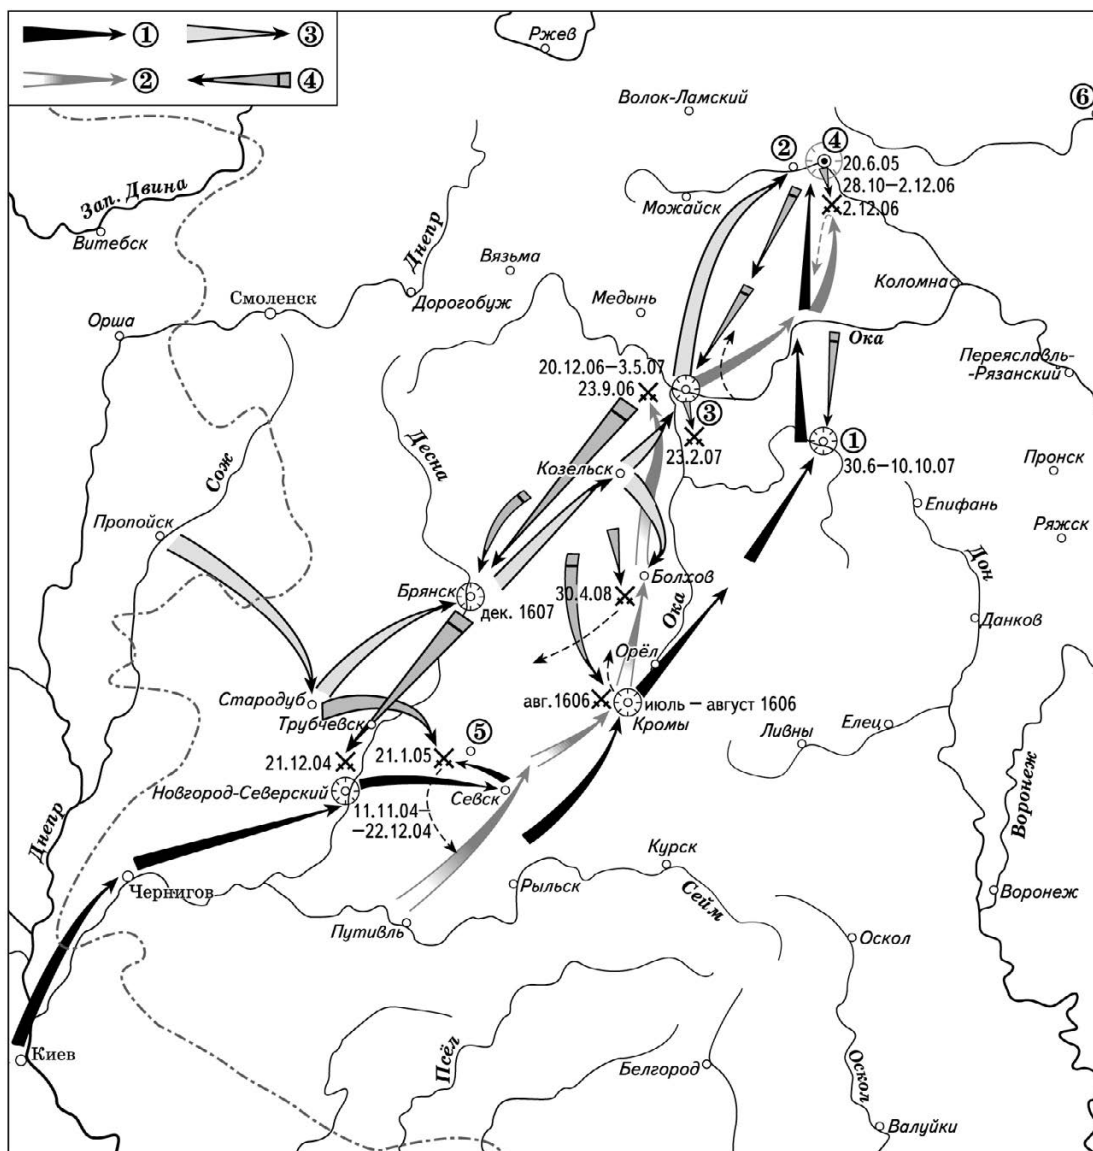 ①
③
②
④
Ржев
⑥
Волок-Ламский
②
④
20.6.05
28.10—2.12.06
2.12.06
Можайск
Зап. Двина
Витебск
Днепр
Вязьма
Дорогобуж
Смоленск
Медынь
Коломна
Орша
Ока
Переяславль-
-Рязанский
20.12.06—3.5.07
23.9.06
③
23.2.07
①
30.6—10.10.07
Десна
Козельск
Сож
Пронск
Епифань
Пропойск
Ряжск
Дон
Болхов
Брянск
дек. 1607
30.4.08
Ока
Данков
Орёл
Стародуб
авг.1606
июль — август 1606
Трубчевск
Кромы
Елец
Ливны
⑤
21.12.04
21.1.05
Новгород-Северский
Севск
11.11.04—
—22.12.04
Днепр
Воронеж
Курск
Чернигов
Рыльск
Сейм
Воронеж
Путивль
Оскол
Киев
Псёл
Белгород
Оскол
Валуйки